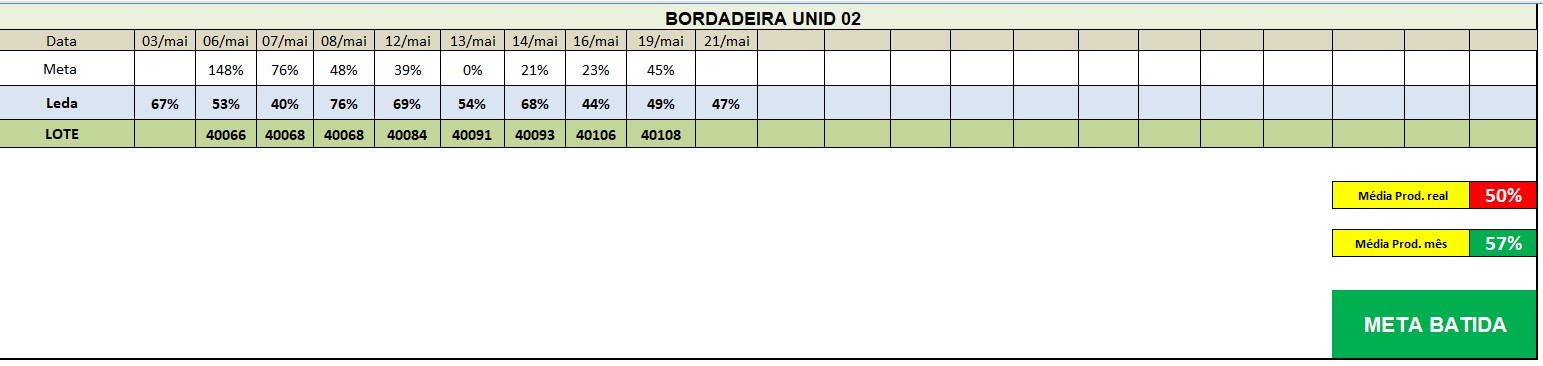 BORDADEIRA UNID 02
Data 03/mai 06/mai 07/mai 08/mai 12/mai 13/mai 14/mai 16/mai 19/mai 21/mai
Meta 148% 76% 48% 39% 0% 21% 23% 45%
Leda 67% 53% 40% 76% 69% 54% 68% 44% 49% 47%
LOTE 40066 40068 40068 40084 40091 40093 40106 40108
Média Prod. real 50%
Média Prod. mês 57%
META BATIDA